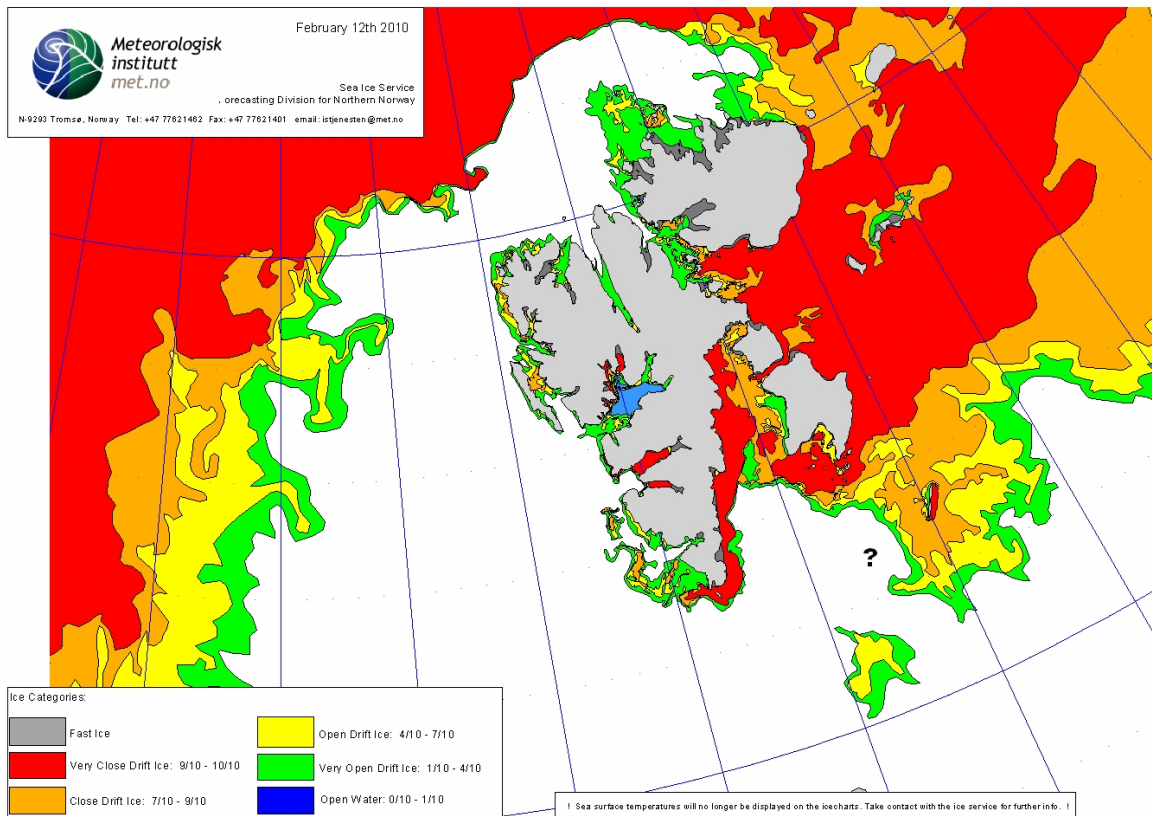 February 12th 2010
Meteorologisk
institutt
met.no
Sea Ice Service
. orecasting Division for Northern Norway
N-9293 Tromsø, Norway Tel: +47 77621462 Fax: +47 77621401 email: istjenesten@met.no
?
Ice Categories:
Fast Ice
Very Close Drift Ice: 9/10 - 10/10
Close Drift Ice: 7/10 - 9/10
Open Drift Ice: 4/10 - 7/10
Very Open Drift Ice: 1/10 - 4/10
Open Water: 0/10 - 1/10
! Sea surface temperatures will no longer be displayed on the icecharts. Take contact with the ice service for further info. !